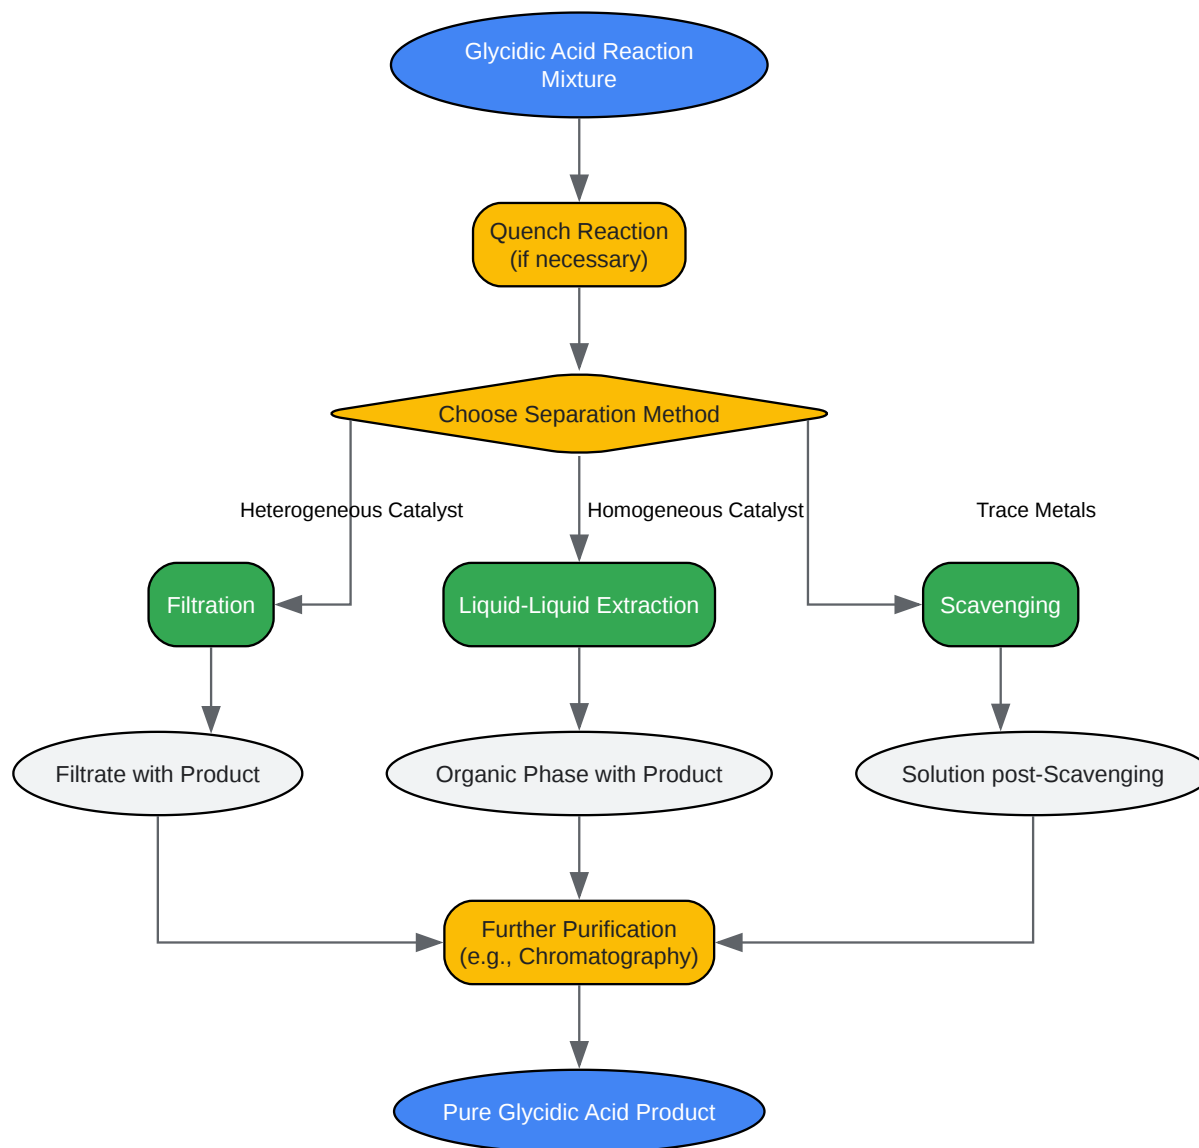 Glycidic Acid Reaction
Mixture
Quench Reaction
(if necessary)
Choose Separation Method
Heterogeneous Catalyst
Homogeneous Catalyst
Trace Metals
Filtration
Liquid-Liquid Extraction
Scavenging
Filtrate with Product
Organic Phase with Product
Solution post-Scavenging
Further Purification
(e.g., Chromatography)
Pure Glycidic Acid Product